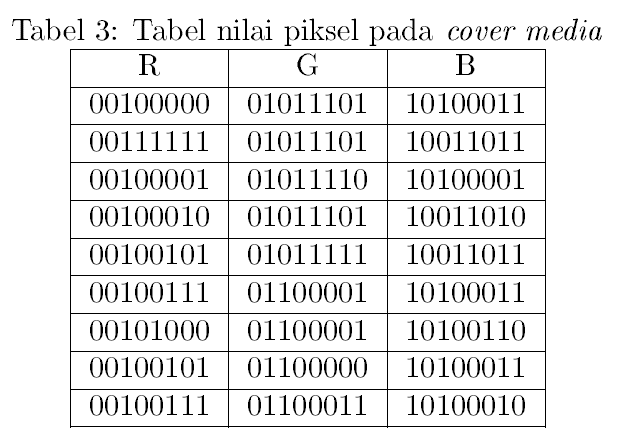 Tabel 3: Tabel nilai piksel pada cover media
R G B
00100000 01011101 10100011
00111111 01011101 10011011
00100001 01011110 10100001
00100010 01011101 10011010
00100101 01011111 10011011
00100111 01100001 10100011
00101000 01100001 10100110
00100101 01100000 10100011
00100111 01100011 10100010